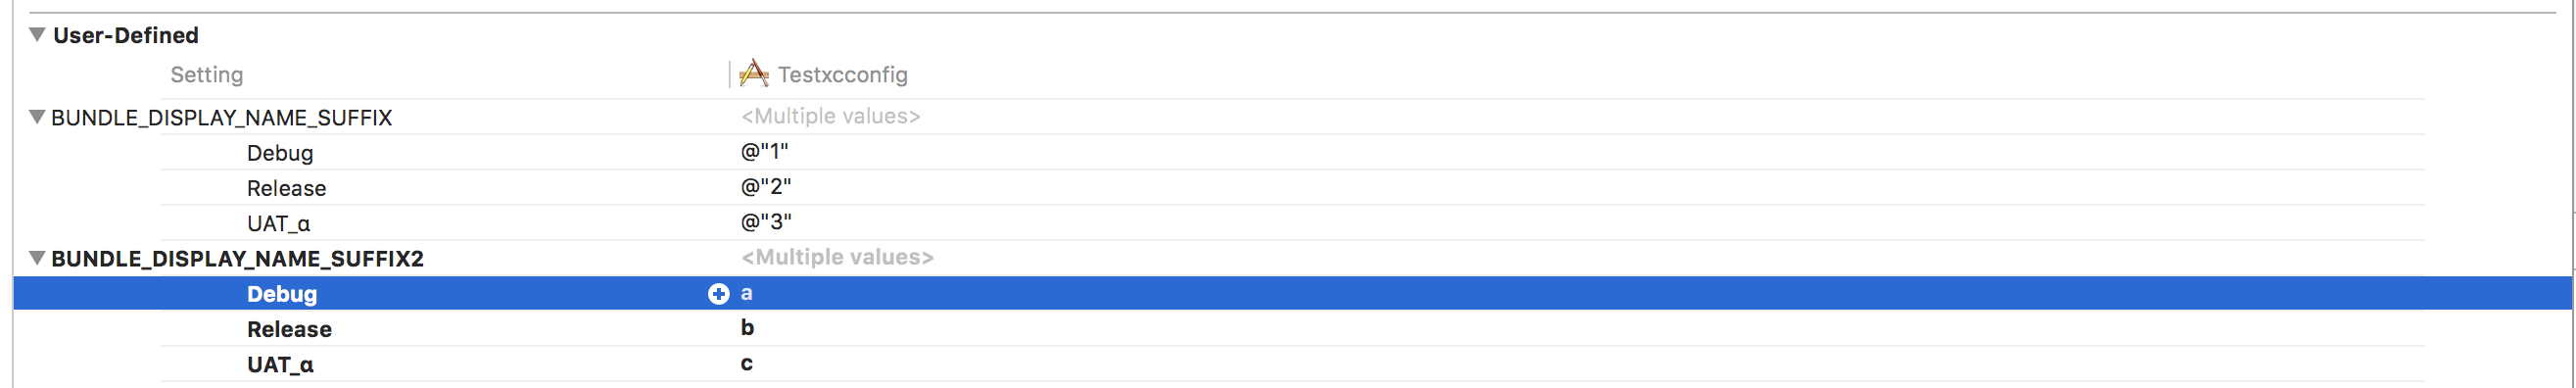 User-Defined
Setting Testxcconfig
BUNDLE_DISPLAY_NAME_SUFFIX <Multiple values>
Debug @"1"
Release @"2"
UAT_α @"3"
BUNDLE_DISPLAY_NAME_SUFFIX2 <Multiple values>
Debug a
Release b
UAT_α c